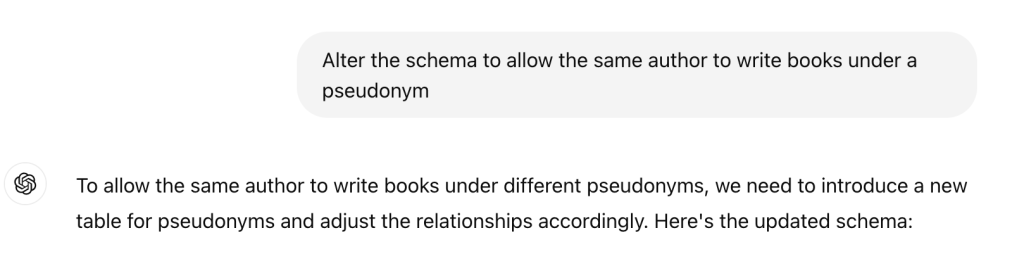 Alter the schema to allow the same author to write books under a
pseudonym
To allow the same author to write books under different pseudonyms, we need to introduce a new
table for pseudonyms and adjust the relationships accordingly. Here's the updated schema: